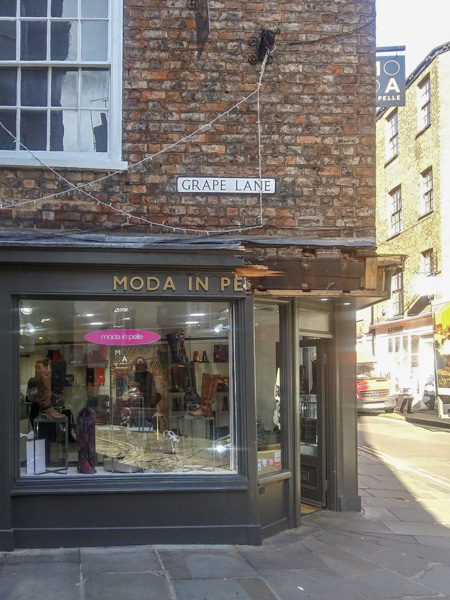 GRAPE LANE
M O
D A
PELLE
MODA IN PE
moda in pelle
M
A